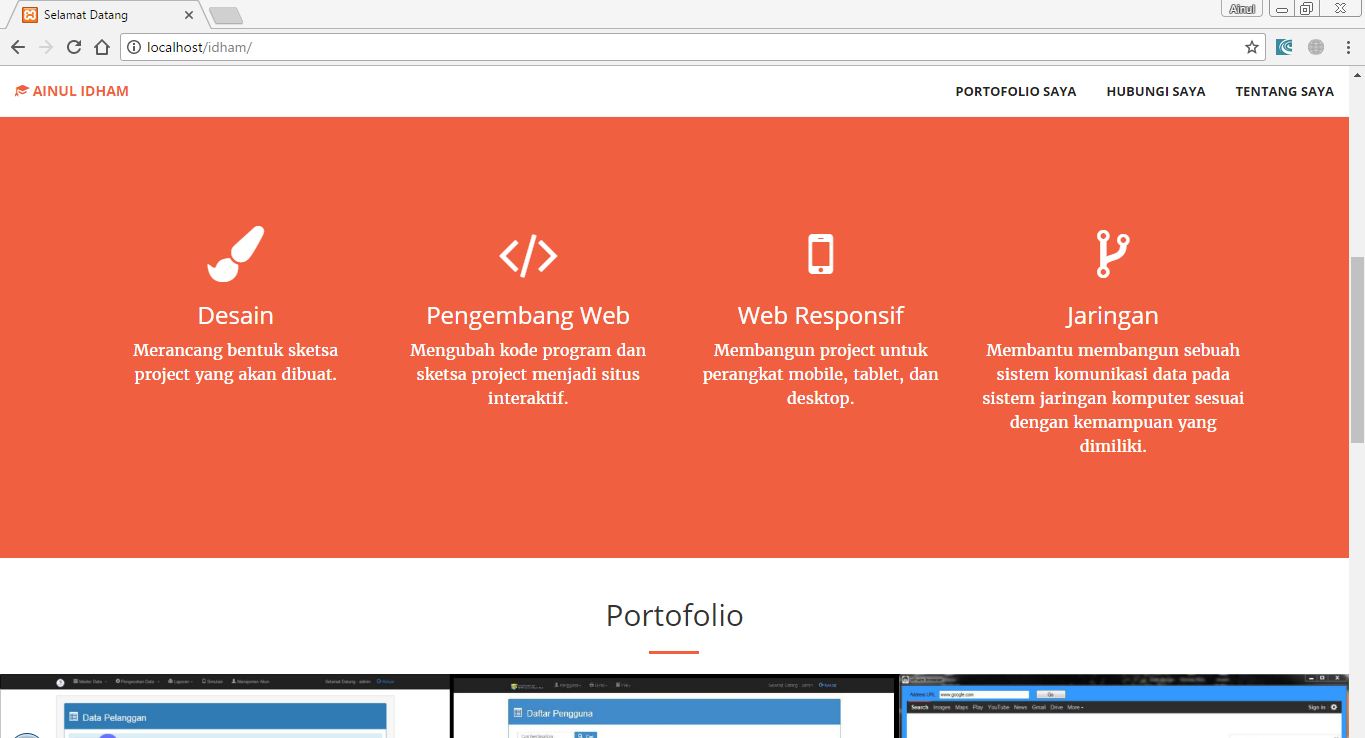 Selamat Datang
Ainul
localhost/idham/
AINUL IDHAM
PORTOFOLIO SAYA
HUBUNGI SAYA
TENTANG SAYA
Desain
Merancang bentuk sketsa
project yang akan dibuat.
Pengembang Web
Mengubah kode program dan
sketsa project menjadi situs
interaktif.
Web Responsif
Membangun project untuk
perangkat mobile, tablet, dan
desktop.
Jaringan
Membantu membangun sebuah
sistem komunikasi data pada
sistem jaringan komputer sesuai
dengan kemampuan yang
dimiliki.
Portofolio
Master Data
Pengecekan Data
Laporan
Manajemen Akun
Selamat Datang : admin
Data Pelanggan
Selamat Datang : admin
Daftar Pengguna
Address URL:
www.google.com
Go
Search Images Maps Play YouTube News Gmail Drive More
Sign in